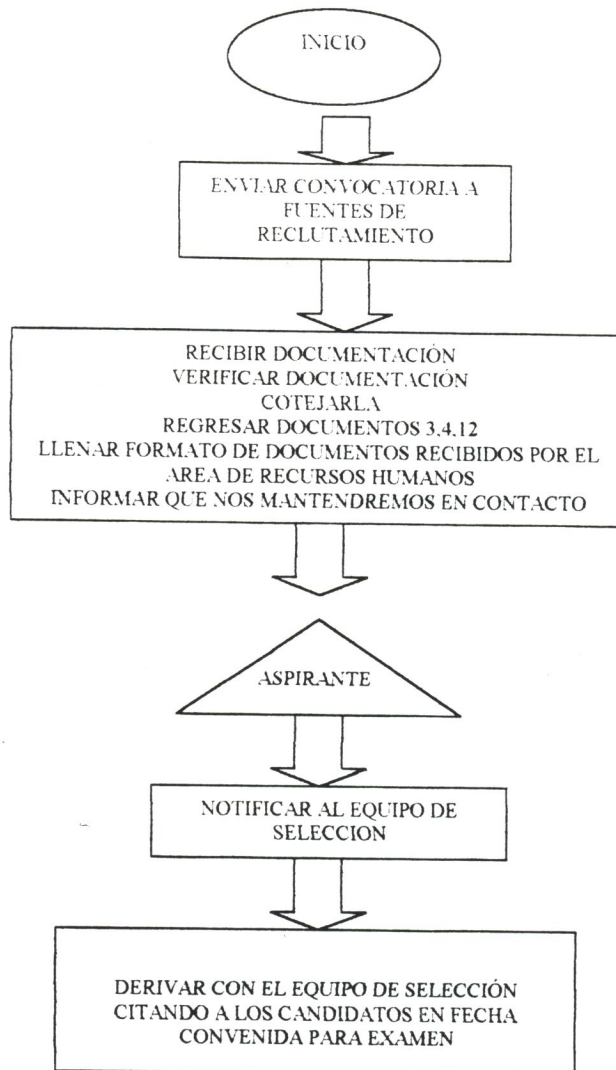 INICIO
ENVIAR CONVOCATORIA A
FUENTES DE
RECLUTAMIENTO
RECIBIR DOCUMENTACIÓN
VERIFICAR DOCUMENTACIÓN
COTEJARLA
REGRESAR DOCUMENTOS 3,4,12
LLENAR FORMATO DE DOCUMENTOS RECIBIDOS POR EL
AREA DE RECURSOS HUMANOS
INFORMAR QUE NOS MANTENDREMOS EN CONTACTO
ASPIRANTE
NOTIFICAR AL EQUIPO DE
SELECCION
DERIVAR CON EL EQUIPO DE SELECCIÓN
CITANDO A LOS CANDIDATOS EN FECHA
CONVENIDA PARA EXAMEN